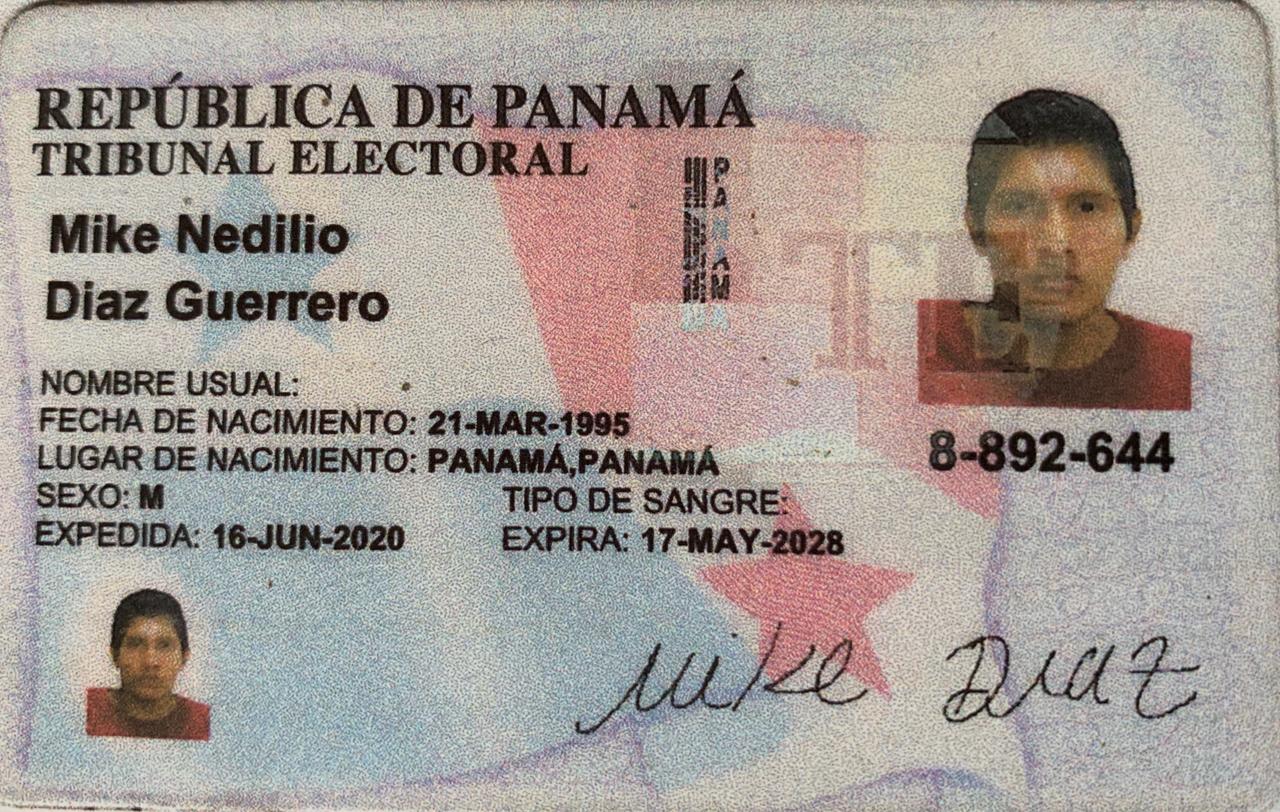 REPÚBLICA DE PANAMÁ
TRIBUNAL ELECTORAL
PANAMÁ
Mike Nedilio
Diaz Guerrero
NOMBRE USUAL:
FECHA DE NACIMIENTO: 21-MAR-1995
LUGAR DE NACIMIENTO: PANAMÁ,PANAMÁ
8-892-644
SEXO: M TIPO DE SANGRE:
EXPEDIDA: 16-JUN-2020 EXPIRA: 17-MAY-2028
Mike Diaz